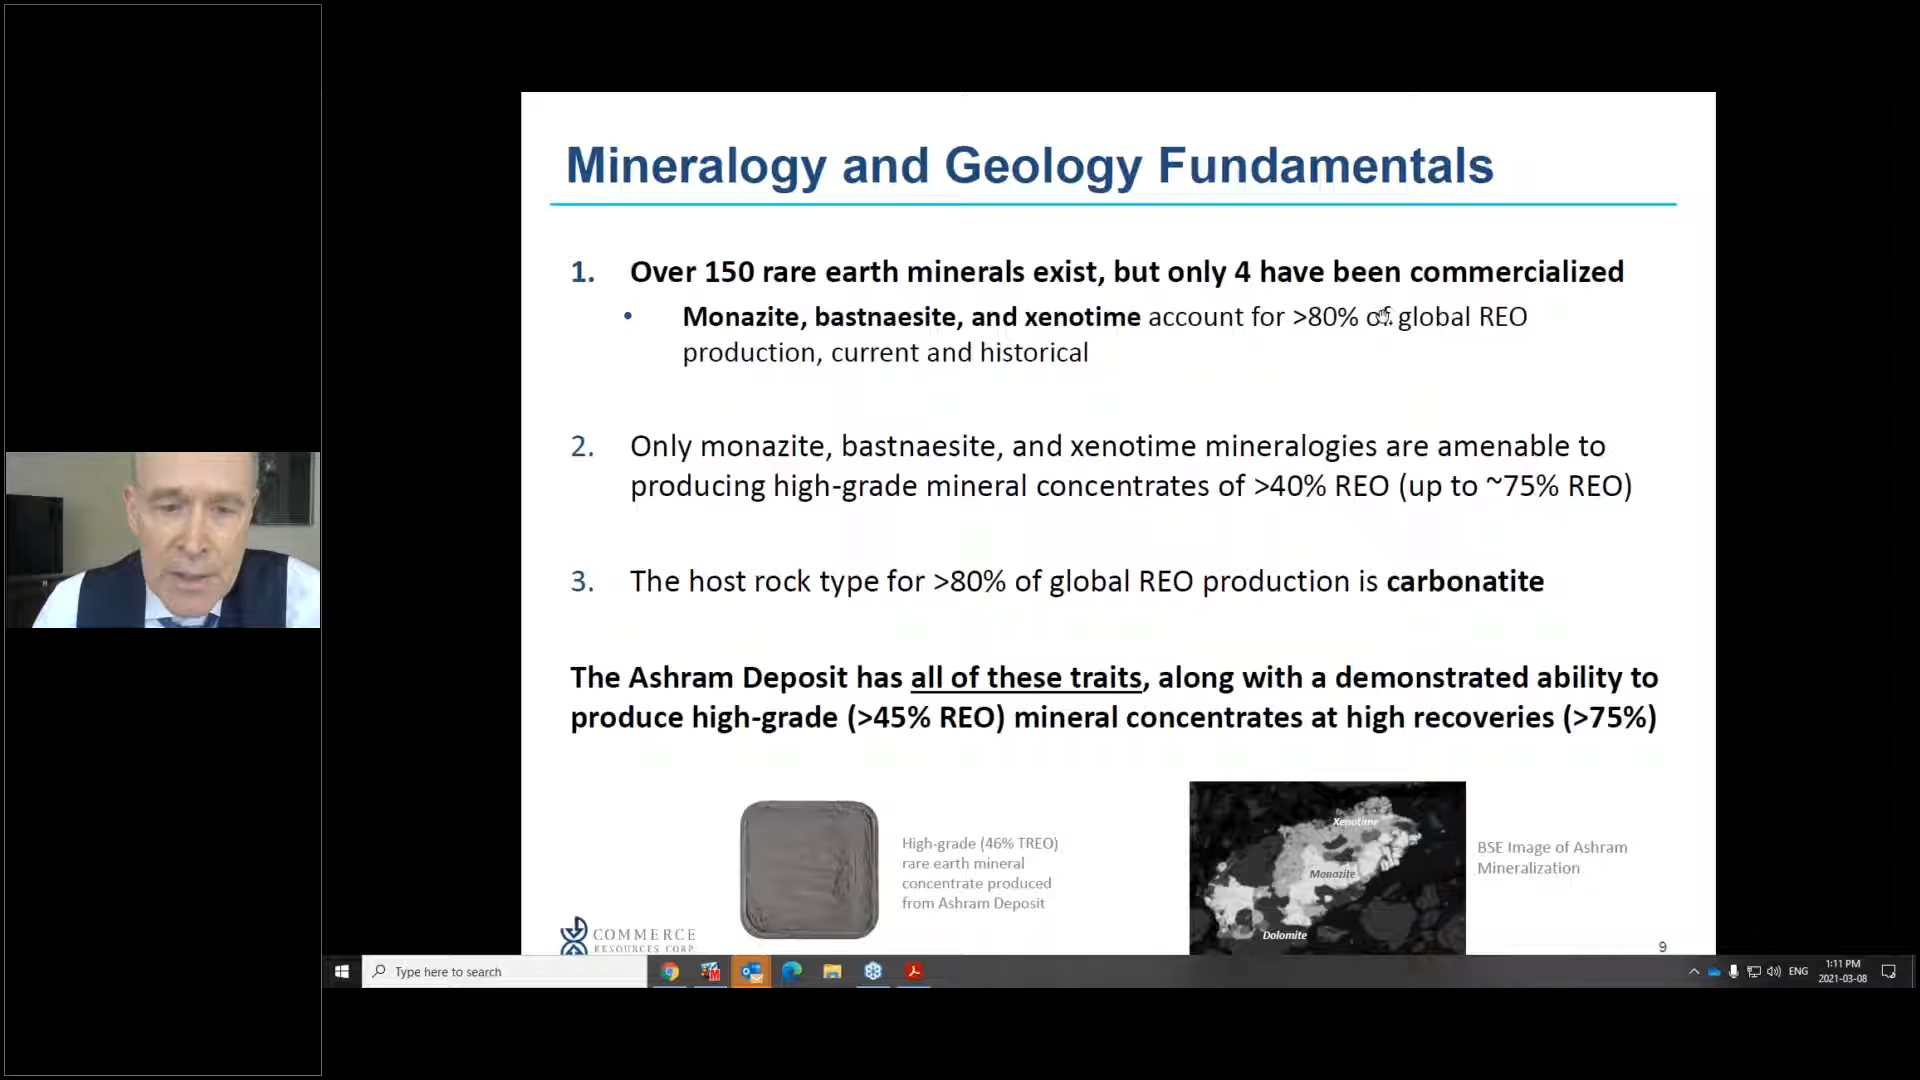 Mineralogy and Geology Fundamentals
1. Over 150 rare earth minerals exist, but only 4 have been commercialized
• Monazite, bastnaesite, and xenotime account for >80% of global REO
production, current and historical
2. Only monazite, bastnaesite, and xenotime mineralogies are amenable to
producing high-grade mineral concentrates of >40% REO (up to ~75% REO)
3. The host rock type for >80% of global REO production is carbonatite
The Ashram Deposit has all of these traits, along with a demonstrated ability to
produce high-grade (>45% REO) mineral concentrates at high recoveries (>75%)
High-grade (46% TREO)
rare earth mineral
concentrate produced
from Ashram Deposit
Xenotime
Monazite
Dolomite
BSE Image of Ashram
Mineralization
COMMERCE
RESOURCES CORP.
9
Type here to search
ENG
1:11 PM
2021-03-08